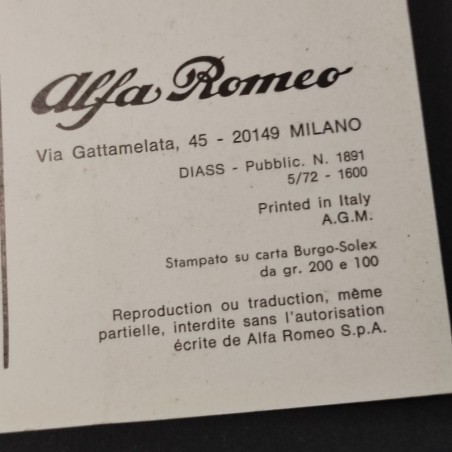 Alfa Romeo
Via Gattamelata, 45 - 20149 MILANO
DIASS - Pubblic. N. 1891
5/72 - 1600
Printed in Italy
A.G.M.
Stampato su carta Burgo-Solex
da gr. 200 e 100
Reproduction ou traduction, même
partielle, interdite sans l'autorisation
écrite de Alfa Romeo S.p.A.